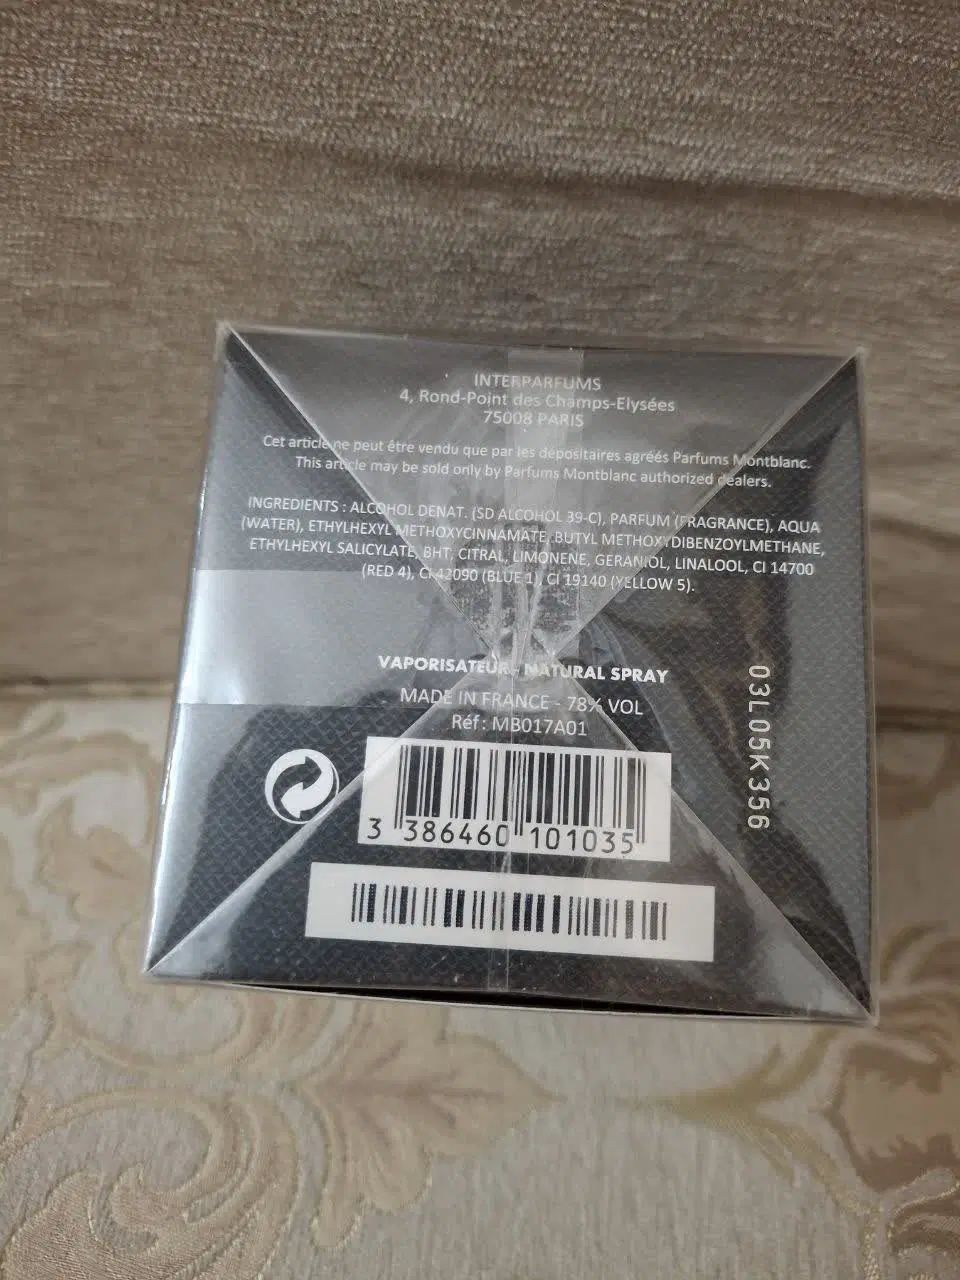 INTERPARFUMS
4, Rond-Point des Champs-Elysées
75008 PARIS
Cet article ne peut être vendu que par les dépositaires agréés Parfums Montblanc.
This article may be sold only by Parfums Montblanc authorized dealers.
INGREDIENTS : ALCOHOL DENAT. (SD ALCOHOL 39-C), PARFUM (FRAGRANCE), AQUA
(WATER), ETHYLHEXYL METHOXYCINNAMATE, BUTYL METHOXYDIBENZOYLMETHANE,
ETHYLHEXYL SALICYLATE, BHT, CITRAL, LIMONENE, GERANIOL, LINALOOL, CI 14700
(RED 4), CI 42090 (BLUE 1), CI 19140 (YELLOW 5).
VAPORISATEUR - NATURAL SPRAY
MADE IN FRANCE - 78% VOL
Réf : MB017A01
3 386460 101035
03L05K356